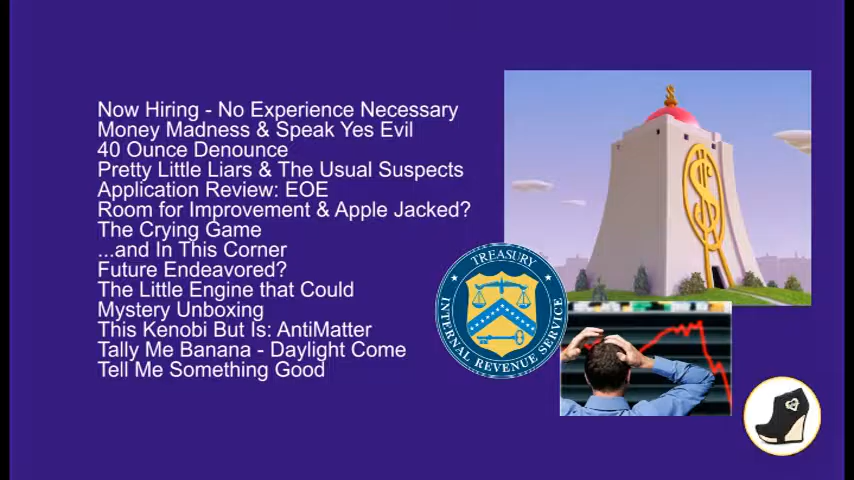 Now Hiring - No Experience Necessary
Money Madness & Speak Yes Evil
40 Ounce Denounce
Pretty Little Liars & The Usual Suspects
Application Review: EOE
Room for Improvement & Apple Jacked?
The Crying Game
...and In This Corner
Future Endeavored?
The Little Engine that Could
Mystery Unboxing
This Kenobi But Is: AntiMatter
Tally Me Banana - Daylight Come
Tell Me Something Good
$
TREASURY
INTERNAL REVENUE SERVICE